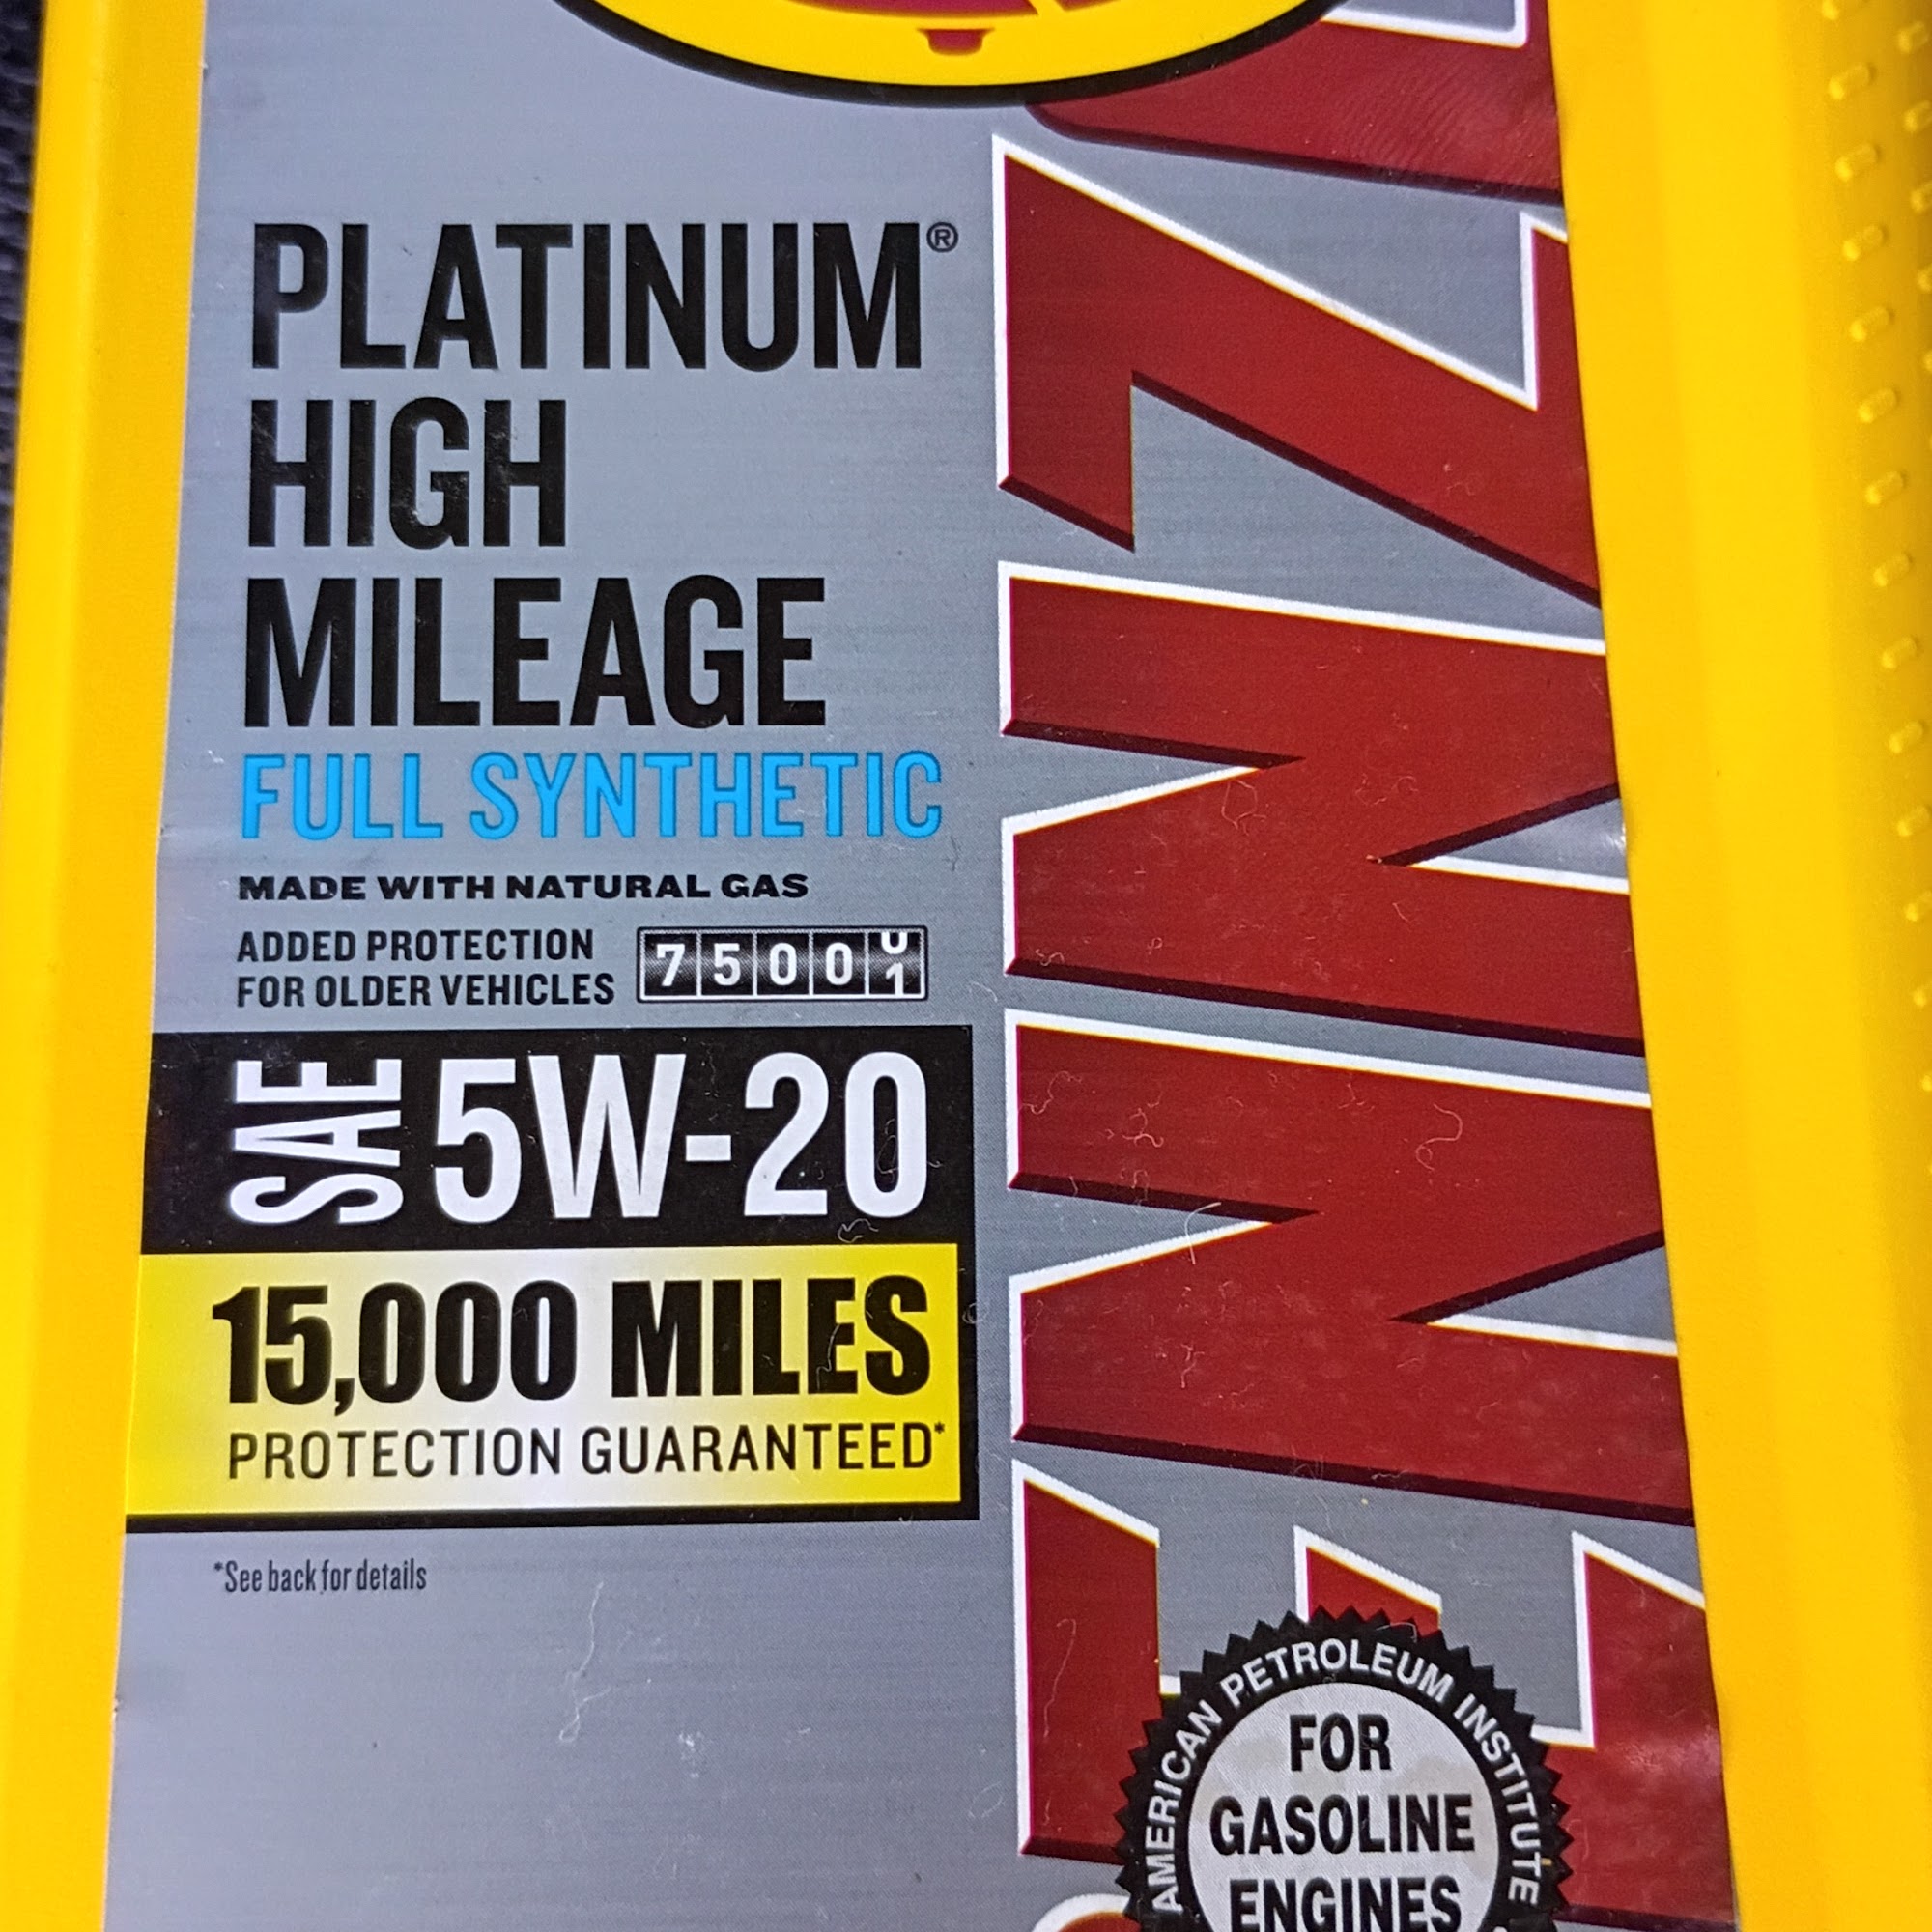 PLATINUM®
HIGH
MILEAGE
FULL SYNTHETIC
MADE WITH NATURAL GAS
ADDED PROTECTION
FOR OLDER VEHICLES
7500
SAE 5W-20
15,000 MILES
PROTECTION GUARANTEED*
*See back for details
AMERICAN PETROLEUM INSTITUTE
FOR
GASOLINE
ENGINES